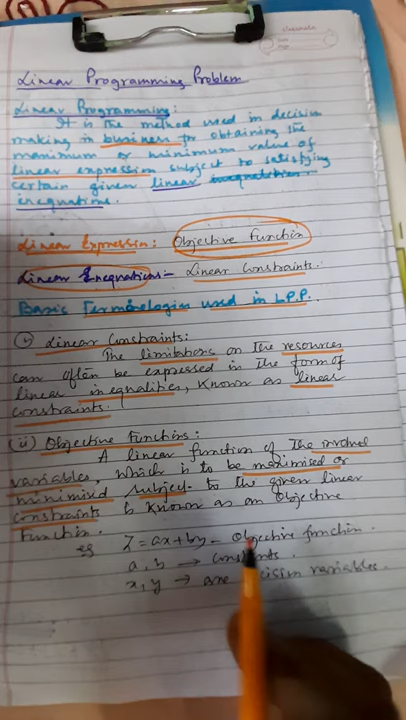 Linear Programming Problem
Linear Programming:
It is the method used in decision
making in business for obtaining the
maximum or minimum value of
linear expression subject to satisfying
certain given linear
inequations.
Linear Expression: Objective Function
Linear Inequations:- Linear Constraints.
Basic Terminologies used in L.P.P.
Linear Constraints:
The limitations on the resources
can often be expressed in the form of
linear inequalities, known as linear
constraints.
(ii) Objective Functions:
A linear function of the involved
variables, which is to be maximised or
minimised subject to the given linear
constraints is known as an objective
function.
eg Z = ax + by - objective function.
a, b → constants.
x, y → are decision variables.